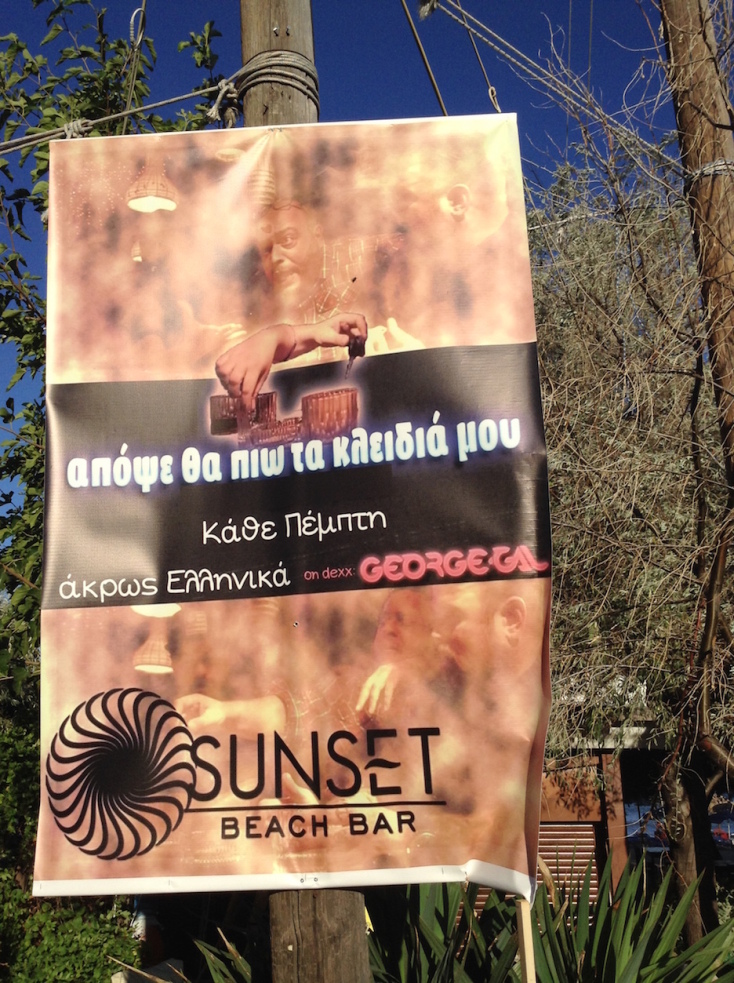 απόψε θα πιω τα κλειδιά μου
Κάθε Πέμπτη
άκρως Ελληνικά on dexx: GEORGE GAL
SUNSET
BEACH BAR